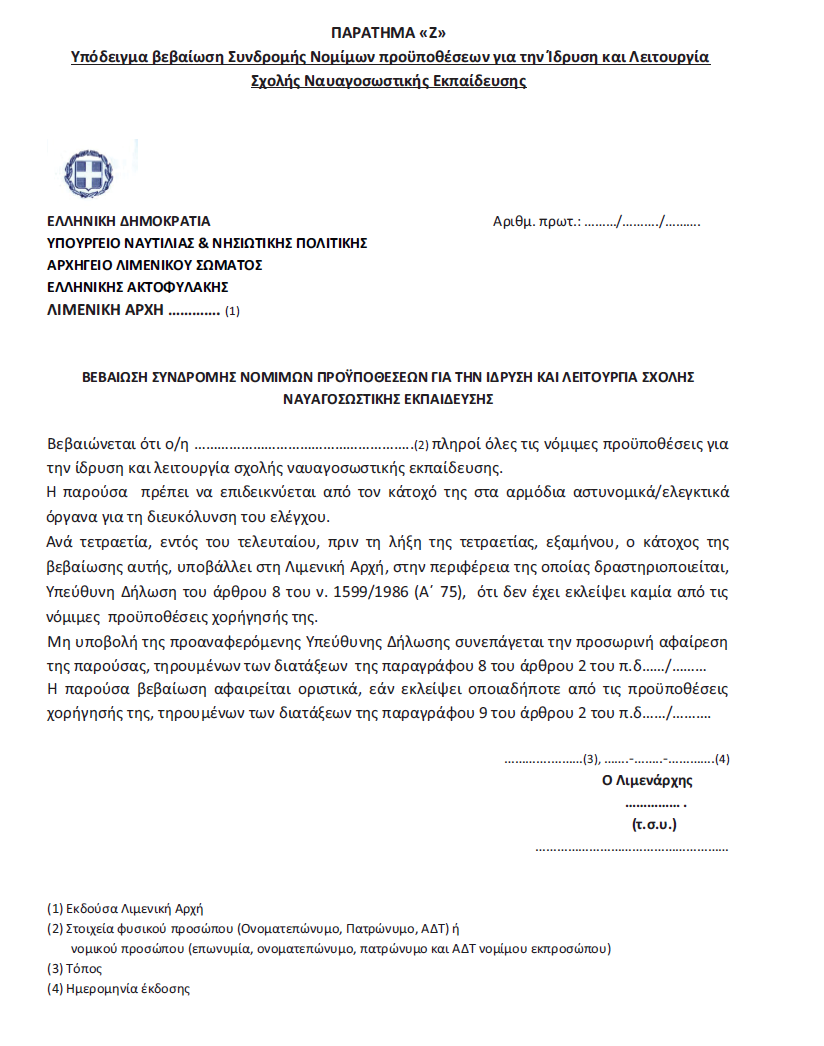 ΠΑΡΑΤΗΜΑ «Ζ»
Υπόδειγμα βεβαίωση Συνδρομής Νομίμων προϋποθέσεων για την Ίδρυση και Λειτουργία
Σχολής Ναυαγοσωστικής Εκπαίδευσης
ΕΛΛΗΝΙΚΗ ΔΗΜΟΚΡΑΤΙΑ Αριθμ. πρωτ.: ………/………./……….
ΥΠΟΥΡΓΕΙΟ ΝΑΥΤΙΛΙΑΣ & ΝΗΣΙΩΤΙΚΗΣ ΠΟΛΙΤΙΚΗΣ
ΑΡΧΗΓΕΙΟ ΛΙΜΕΝΙΚΟΥ ΣΩΜΑΤΟΣ
ΕΛΛΗΝΙΚΗΣ ΑΚΤΟΦΥΛΑΚΗΣ
ΛΙΜΕΝΙΚΗ ΑΡΧΗ …………. (1)
ΒΕΒΑΙΩΣΗ ΣΥΝΔΡΟΜΗΣ ΝΟΜΙΜΩΝ ΠΡΟΫΠΟΘΕΣΕΩΝ ΓΙΑ ΤΗΝ ΙΔΡΥΣΗ ΚΑΙ ΛΕΙΤΟΥΡΓΙΑ ΣΧΟΛΗΣ
ΝΑΥΑΓΟΣΩΣΤΙΚΗΣ ΕΚΠΑΙΔΕΥΣΗΣ
Βεβαιώνεται ότι ο/η ……………………………………………….(2) πληροί όλες τις νόμιμες προϋποθέσεις για
την ίδρυση και λειτουργία σχολής ναυαγοσωστικής εκπαίδευσης.
Η παρούσα πρέπει να επιδεικνύεται από τον κάτοχό της στα αρμόδια αστυνομικά/ελεγκτικά
όργανα για τη διευκόλυνση του ελέγχου.
Ανά τετραετία, εντός του τελευταίου, πριν τη λήξη της τετραετίας, εξαμήνου, ο κάτοχος της
βεβαίωσης αυτής, υποβάλλει στη Λιμενική Αρχή, στην περιφέρεια της οποίας δραστηριοποιείται,
Υπεύθυνη Δήλωση του άρθρου 8 του ν. 1599/1986 (Α΄ 75), ότι δεν έχει εκλείψει καμία από τις
νόμιμες προϋποθέσεις χορήγησής της.
Μη υποβολή της προαναφερόμενης Υπεύθυνης Δήλωσης συνεπάγεται την προσωρινή αφαίρεση
της παρούσας, τηρουμένων των διατάξεων της παραγράφου 8 του άρθρου 2 του π.δ……/………
Η παρούσα βεβαίωση αφαιρείται οριστικά, εάν εκλείψει οποιαδήποτε από τις προϋποθέσεις
χορήγησής της, τηρουμένων των διατάξεων της παραγράφου 9 του άρθρου 2 του π.δ……/……….
…………………(3), …….-……..-………….(4)
Ο Λιμενάρχης
…………… .
(τ.σ.υ.)
………………………………………………
(1) Εκδούσα Λιμενική Αρχή
(2) Στοιχεία φυσικού προσώπου (Ονοματεπώνυμο, Πατρώνυμο, ΑΔΤ) ή
νομικού προσώπου (επωνυμία, ονοματεπώνυμο, πατρώνυμο και ΑΔΤ νομίμου εκπροσώπου)
(3) Τόπος
(4) Ημερομηνία έκδοσης